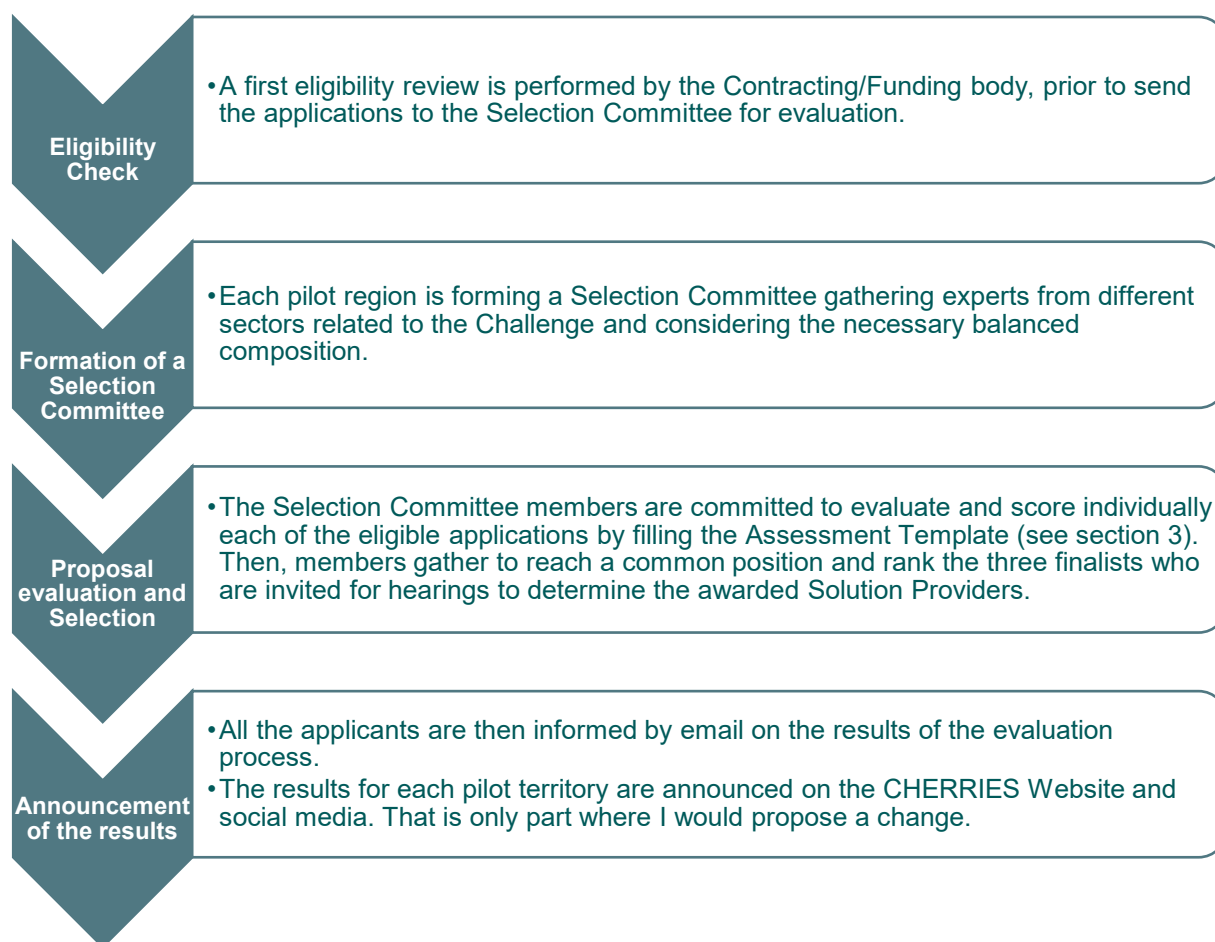 Eligibility
Check
•A first eligibility review is performed by the Contracting/Funding body, prior to send
the applications to the Selection Committee for evaluation.
Formation of a
Selection
Committee
•Each pilot region is forming a Selection Committee gathering experts from different
sectors related to the Challenge and considering the necessary balanced
composition.
Proposal
evaluation and
Selection
•The Selection Committee members are committed to evaluate and score individually
each of the eligible applications by filling the Assessment Template (see section 3).
Then, members gather to reach a common position and rank the three finalists who
are invited for hearings to determine the awarded Solution Providers.
Announcement
of the results
•All the applicants are then informed by email on the results of the evaluation
process.
•The results for each pilot territory are announced on the CHERRIES Website and
social media. That is only part where I would propose a change.